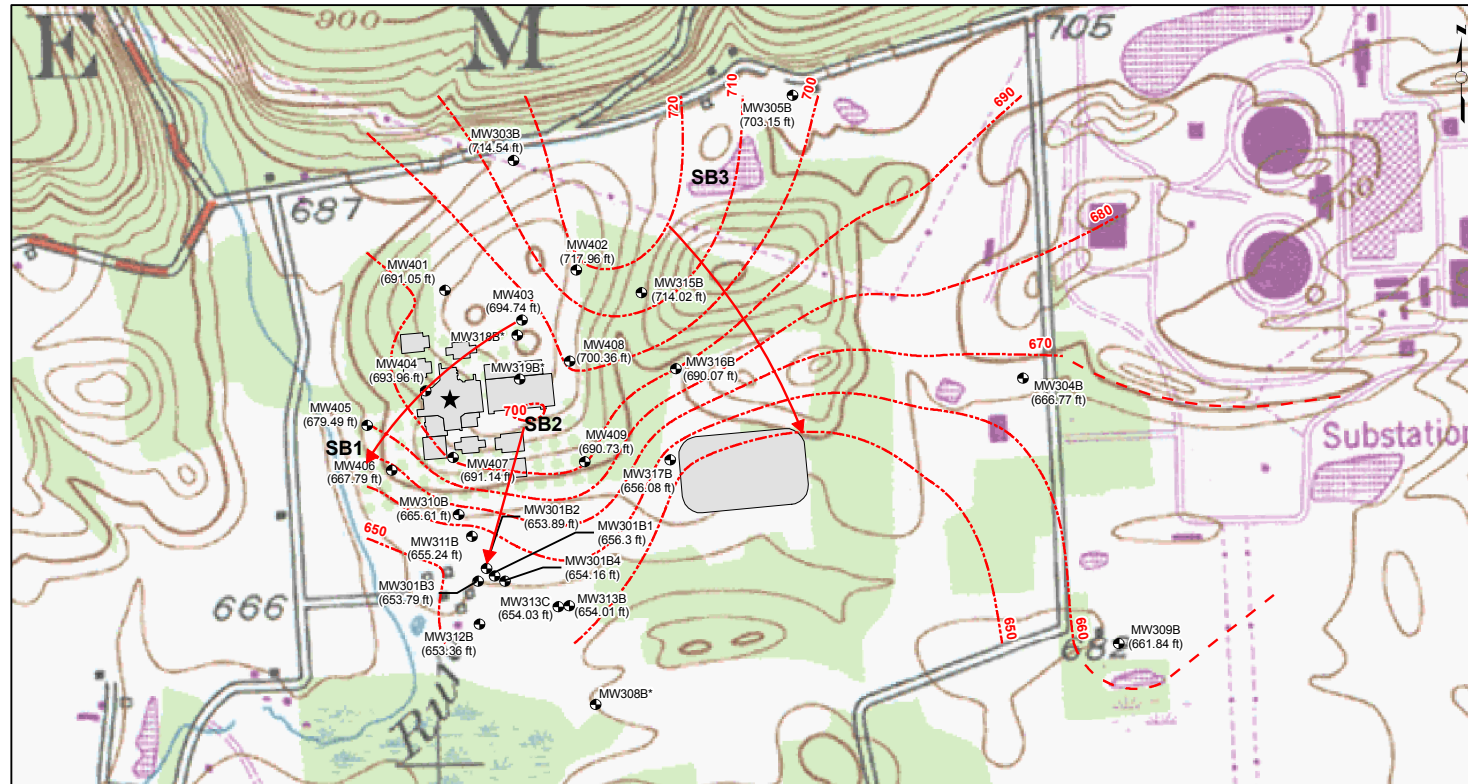 E
M
900
705
687
666
682
00
Substation
Run
720
710
700
690
680
670
660
650
650
700
MW305B
(703.15 ft)
MW303B
(714.54 ft)
SB3
MW402
(717.96 ft)
MW401
(691.05 ft)
MW315B
(714.02 ft)
MW403
(694.74 ft)
MW318B*
MW408
(700.36 ft)
MW316B
(690.07 ft)
MW404
(693.96 ft)
MW319B*
MW304B
(666.77 ft)
MW405
(679.49 ft)
SB1
SB2
MW406
(667.79 ft)
MW407
(691.14 ft)
MW409
(690.73 ft)
MW317B
(656.08 ft)
MW310B
(665.61 ft)
MW301B2
(653.89 ft)
MW301B1
(656.3 ft)
MW311B
(655.24 ft)
MW301B4
(654.16 ft)
MW301B3
(653.79 ft)
MW313C
(654.03 ft)
MW313B
(654.01 ft)
MW312B
(653.36 ft)
MW309B
(661.84 ft)
MW308B*